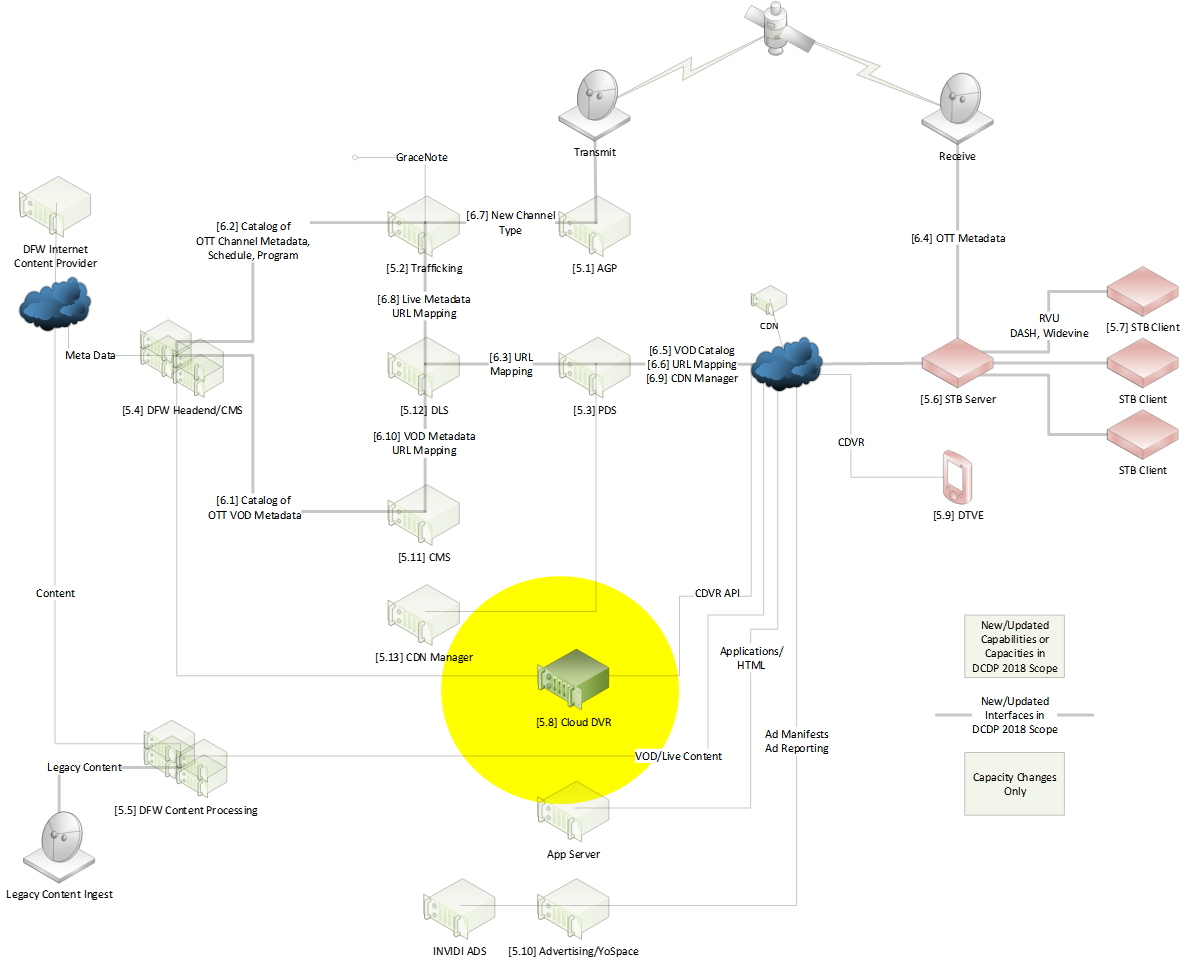 Transmit
Receive
GraceNote
DFW Internet
Content Provider
[6.2] Catalog of
OTT Channel Metadata,
Schedule, Program
[6.7] New Channel
Type
[6.4] OTT Metadata
[5.2] Trafficking
[5.1] AGP
[6.8] Live Metadata
URL Mapping
CDN
RVU
DASH, Widevine
[5.7] STB Client
Meta Data
[6.3] URL
Mapping
[6.5] VOD Catalog
[6.6] URL Mapping
[6.9] CDN Manager
[5.4] DFW Headend/CMS
[5.12] DLS
[5.3] PDS
[5.6] STB Server
STB Client
[6.10] VOD Metadata
URL Mapping
CDVR
STB Client
[6.1] Catalog of
OTT VOD Metadata
[5.9] DTVE
[5.11] CMS
Content
CDVR API
[5.13] CDN Manager
Applications/
HTML
New/Updated
Capabilities or
Capacities in
DCDP 2018 Scope
[5.8] Cloud DVR
New/Updated
Interfaces in
DCDP 2018 Scope
Ad Manifests
Ad Reporting
VOD/Live Content
Legacy Content
Capacity Changes
Only
[5.5] DFW Content Processing
App Server
Legacy Content Ingest
INVIDI ADS
[5.10] Advertising/YoSpace